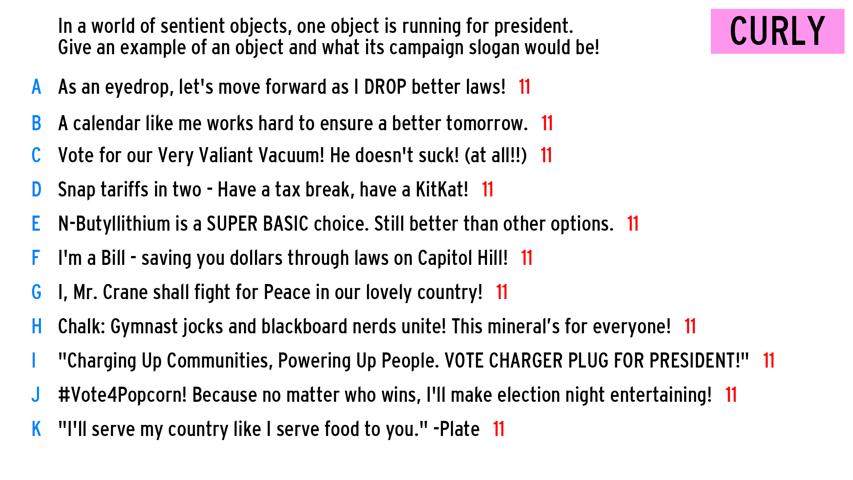 In a world of sentient objects, one object is running for president.
Give an example of an object and what its campaign slogan would be!
CURLY
A As an eyedrop, let's move forward as I DROP better laws! 11
B A calendar like me works hard to ensure a better tomorrow. 11
C Vote for our Very Valiant Vacuum! He doesn't suck! (at all!!) 11
D Snap tariffs in two - Have a tax break, have a KitKat! 11
E N-Butyllithium is a SUPER BASIC choice. Still better than other options. 11
F I'm a Bill - saving you dollars through laws on Capitol Hill! 11
G I, Mr. Crane shall fight for Peace in our lovely country! 11
H Chalk: Gymnast jocks and blackboard nerds unite! This mineral’s for everyone! 11
I "Charging Up Communities, Powering Up People. VOTE CHARGER PLUG FOR PRESIDENT!" 11
J #Vote4Popcorn! Because no matter who wins, I'll make election night entertaining! 11
K "I'll serve my country like I serve food to you." -Plate 11